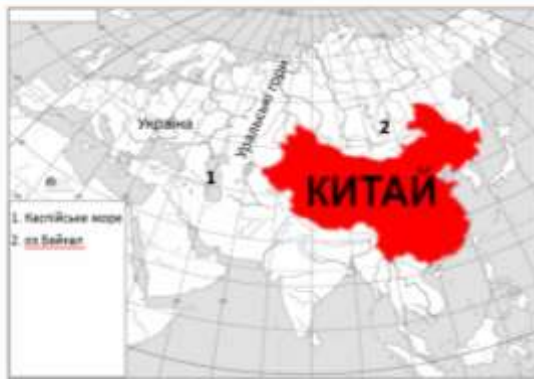 Україна
Уральські гори
2
1
КИТАЙ
1. Каспійське море
2. оз Байкал